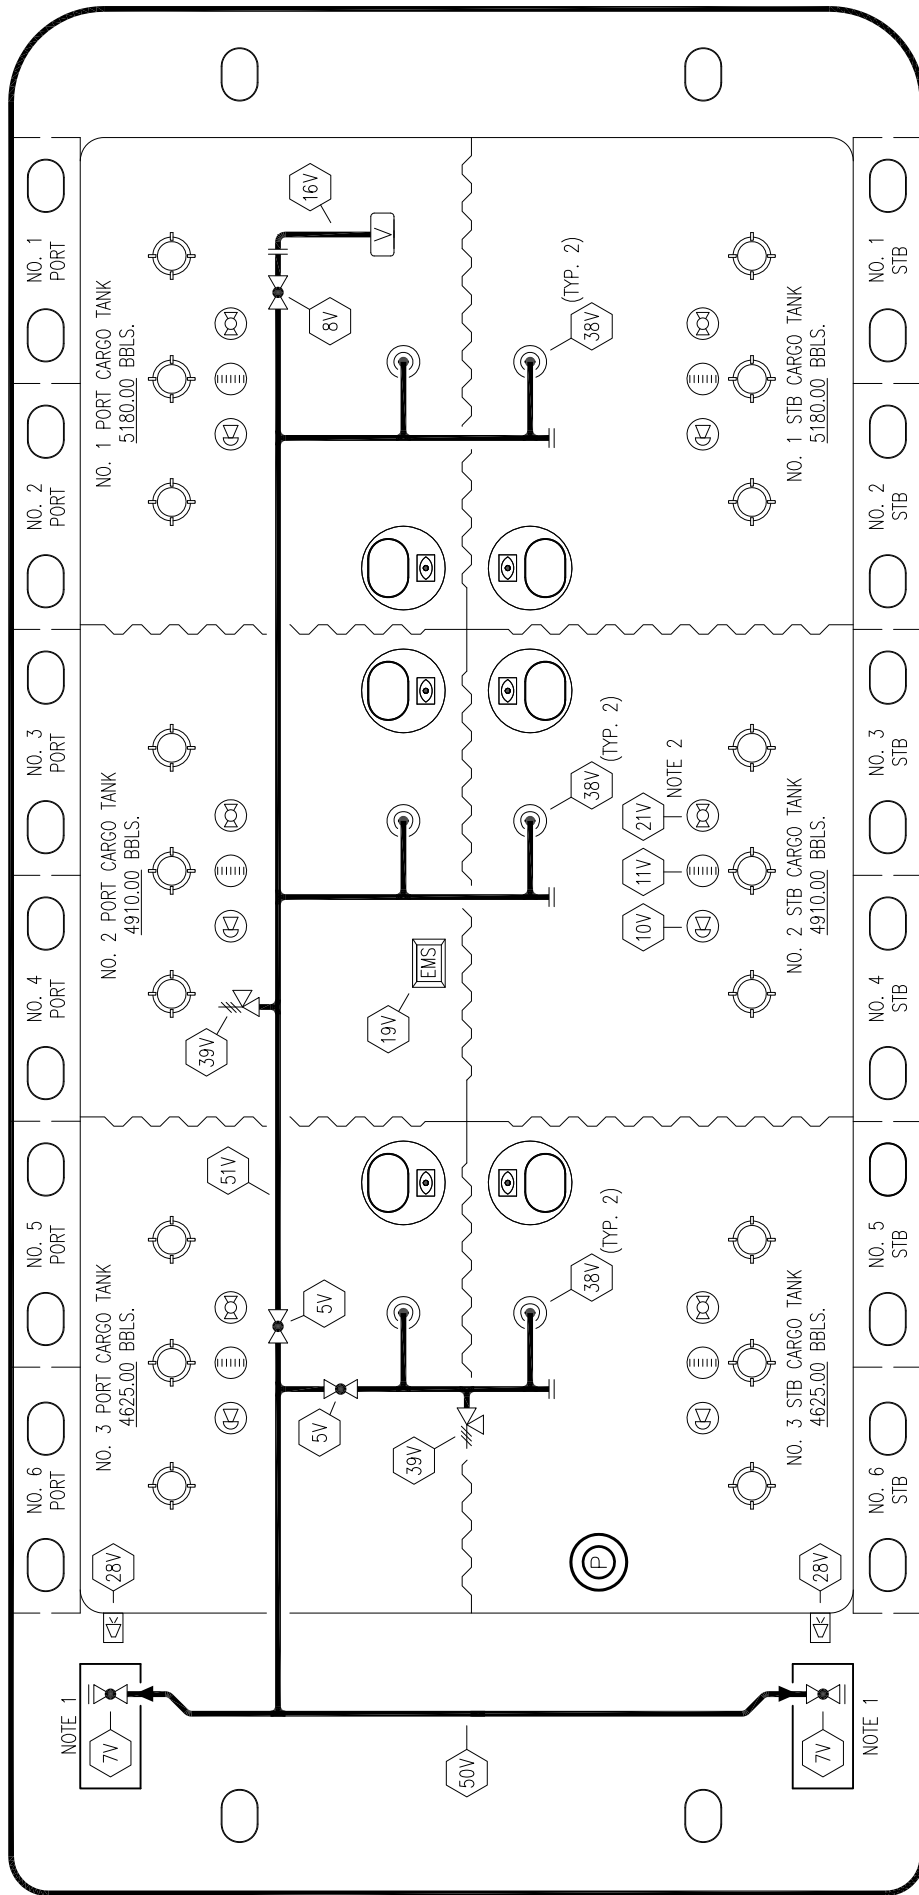 NO. 6
PORT
NO. 5
PORT
NO. 4
PORT
NO. 3
PORT
NO. 2
PORT
NO. 1
PORT
NOTE 1
7V
28V
NO. 3 PORT CARGO TANK
4625.00 BBLS.
NO. 2 PORT CARGO TANK
4910.00 BBLS.
NO. 1 PORT CARGO TANK
5180.00 BBLS.
39V
51V
5V
5V
8V
16V
V
39V
19V
EMS
50V
38V
(TYP. 2)
38V
(TYP. 2)
38V
(TYP. 2)
P
10V
11V
21V
NOTE 2
NO. 3 STB CARGO TANK
4625.00 BBLS.
NO. 2 STB CARGO TANK
4910.00 BBLS.
NO. 1 STB CARGO TANK
5180.00 BBLS.
28V
7V
NOTE 1
NO. 6
STB
NO. 5
STB
NO. 4
STB
NO. 3
STB
NO. 2
STB
NO. 1
STB